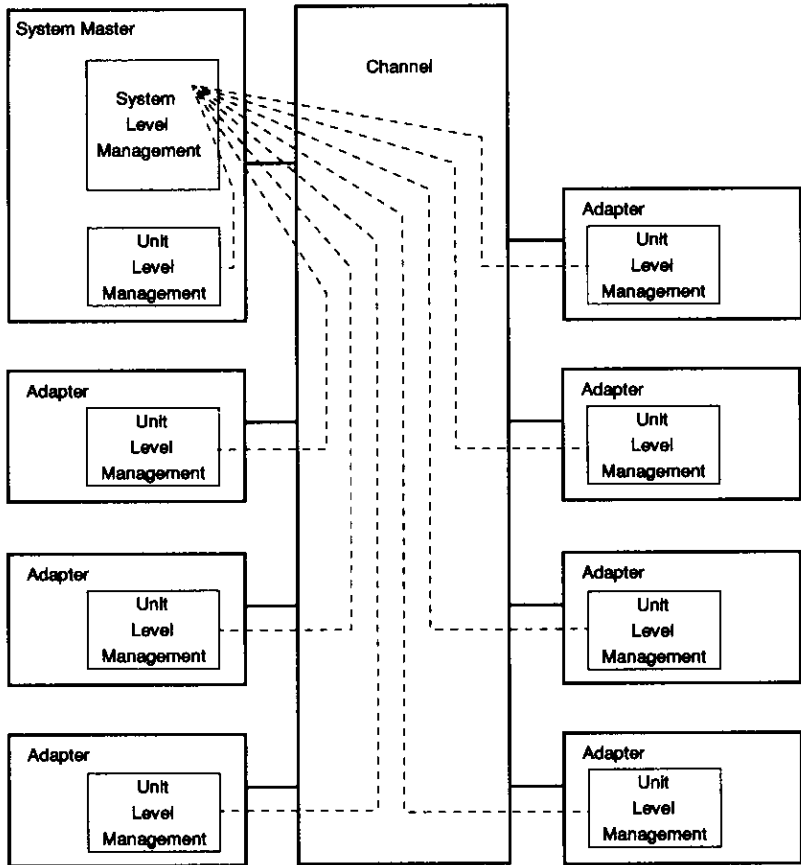 System Master
System
Level
Management
Unit
Level
Management
Channel
Adapter
Unit
Level
Management
Adapter
Unit
Level
Management
Adapter
Unit
Level
Management
Adapter
Unit
Level
Management
Adapter
Unit
Level
Management
Adapter
Unit
Level
Management
Adapter
Unit
Level
Management